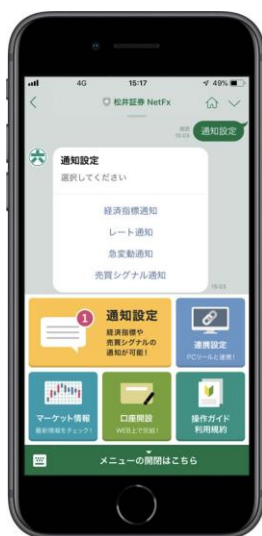 4G 15:17 49%
松井証券 NetFx
既読
15:03
通知設定
通知設定
選択してください
経済指標通知
レート通知
急変動通知
売買シグナル通知
15:03
1
通知設定
経済指標や
売買シグナルの
通知が可能！
連携設定
PCツールと連携！
マーケット情報
最新情報をチェック！
口座開設
WEB上で完結！
操作ガイド
利用規約
メニューの開閉はこちら